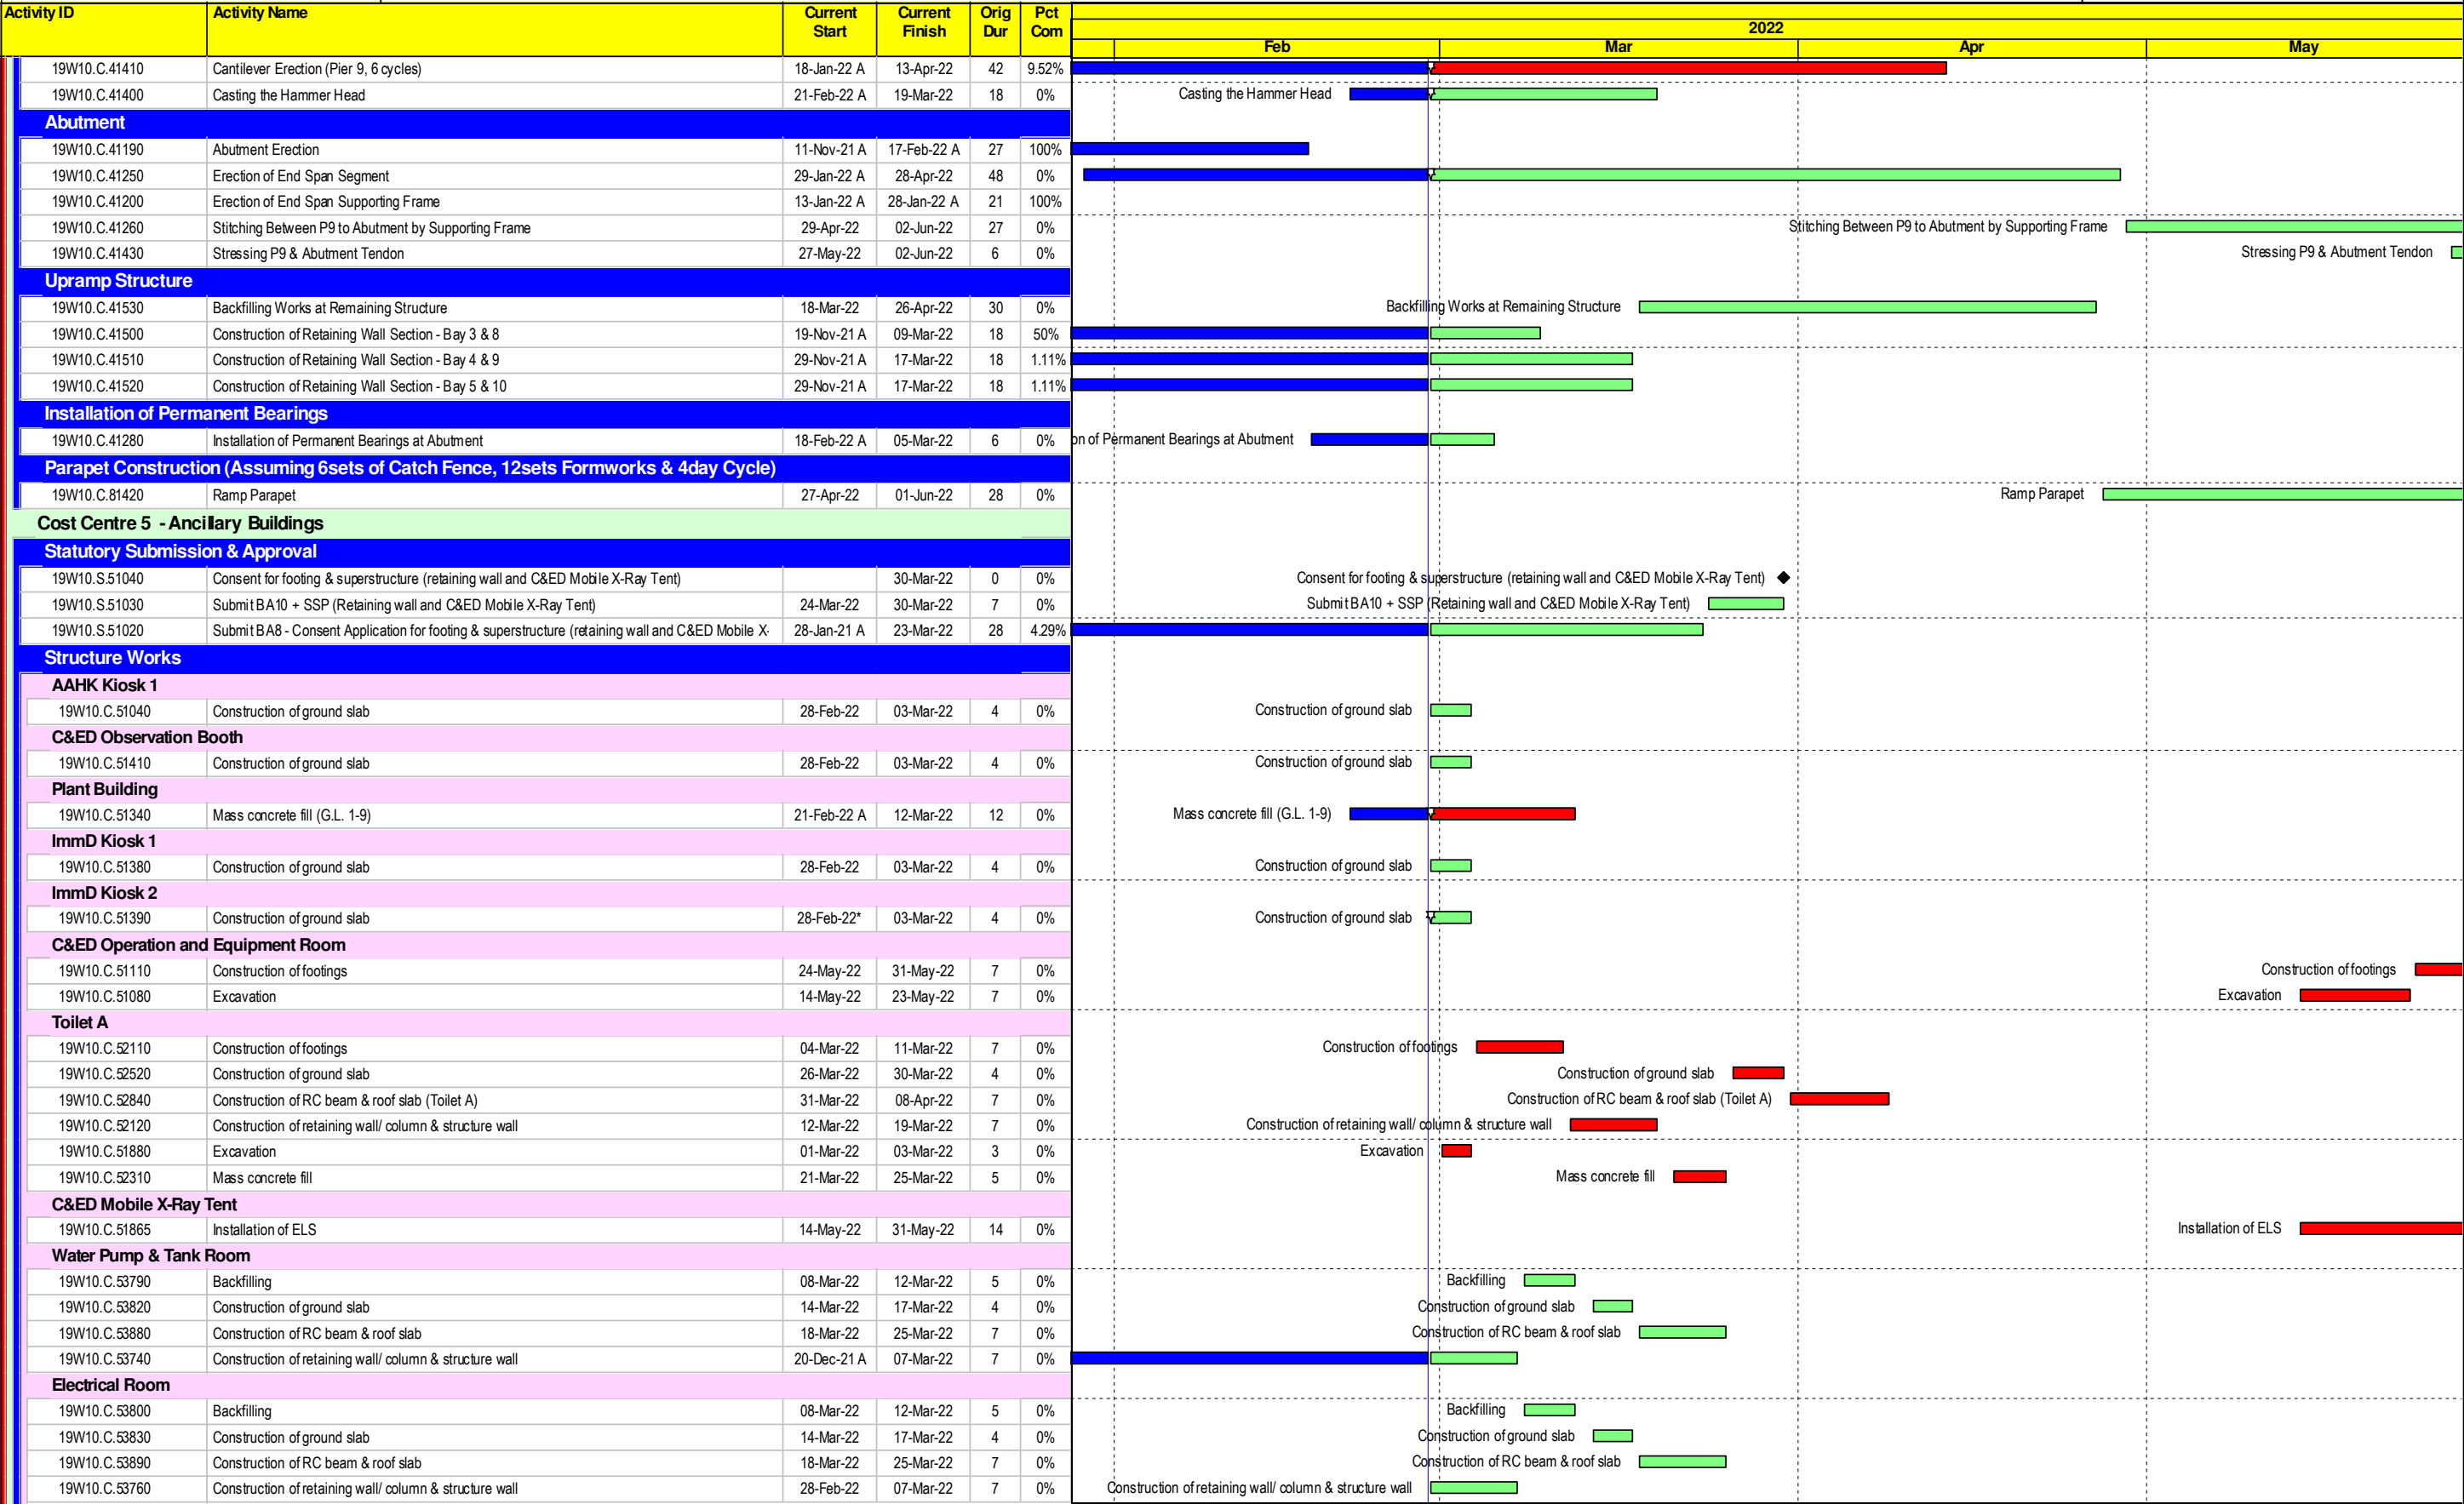 Activity ID Activity Name Current Start Current Finish Orig Dur Pct Com 2022
Feb Mar Apr May
19W10.C.41410 Cantilever Erection (Pier 9, 6 cycles) 18-Jan-22 A 13-Apr-22 42 9.52%
19W10.C.41400 Casting the Hammer Head 21-Feb-22 A 19-Mar-22 18 0% Casting the Hammer Head
Abutment
19W10.C.41190 Abutment Erection 11-Nov-21 A 17-Feb-22 A 27 100%
19W10.C.41250 Erection of End Span Segment 29-Jan-22 A 28-Apr-22 48 0%
19W10.C.41200 Erection of End Span Supporting Frame 13-Jan-22 A 28-Jan-22 A 21 100%
19W10.C.41260 Stitching Between P9 to Abutment by Supporting Frame 29-Apr-22 02-Jun-22 27 0% Stitching Between P9 to Abutment by Supporting Frame
19W10.C.41430 Stressing P9 & Abutment Tendon 27-May-22 02-Jun-22 6 0% Stressing P9 & Abutment Tendon
Upramp Structure
19W10.C.41530 Backfilling Works at Remaining Structure 18-Mar-22 26-Apr-22 30 0% Backfilling Works at Remaining Structure
19W10.C.41500 Construction of Retaining Wall Section - Bay 3 & 8 19-Nov-21 A 09-Mar-22 18 50%
19W10.C.41510 Construction of Retaining Wall Section - Bay 4 & 9 29-Nov-21 A 17-Mar-22 18 1.11%
19W10.C.41520 Construction of Retaining Wall Section - Bay 5 & 10 29-Nov-21 A 17-Mar-22 18 1.11%
Installation of Permanent Bearings
19W10.C.41280 Installation of Permanent Bearings at Abutment 18-Feb-22 A 05-Mar-22 6 0% on of Permanent Bearings at Abutment
Parapet Construction (Assuming 6sets of Catch Fence, 12sets Formworks & 4day Cycle)
19W10.C.81420 Ramp Parapet 27-Apr-22 01-Jun-22 28 0% Ramp Parapet
Cost Centre 5 - Ancillary Buildings
Statutory Submission & Approval
19W10.S.51040 Consent for footing & superstructure (retaining wall and C&ED Mobile X-Ray Tent) 30-Mar-22 0 0% Consent for footing & superstructure (retaining wall and C&ED Mobile X-Ray Tent)
19W10.S.51030 Submit BA10 + SSP (Retaining wall and C&ED Mobile X-Ray Tent) 24-Mar-22 30-Mar-22 7 0% Submit BA10 + SSP (Retaining wall and C&ED Mobile X-Ray Tent)
19W10.S.51020 Submit BA8 - Consent Application for footing & superstructure (retaining wall and C&ED Mobile X- 28-Jan-21 A 23-Mar-22 28 4.29%
Structure Works
AAHK Kiosk 1
19W10.C.51040 Construction of ground slab 28-Feb-22 03-Mar-22 4 0% Construction of ground slab
C&ED Observation Booth
19W10.C.51410 Construction of ground slab 28-Feb-22 03-Mar-22 4 0% Construction of ground slab
Plant Building
19W10.C.51340 Mass concrete fill (G.L. 1-9) 21-Feb-22 A 12-Mar-22 12 0% Mass concrete fill (G.L. 1-9)
ImmD Kiosk 1
19W10.C.51380 Construction of ground slab 28-Feb-22 03-Mar-22 4 0% Construction of ground slab
ImmD Kiosk 2
19W10.C.51390 Construction of ground slab 28-Feb-22* 03-Mar-22 4 0% Construction of ground slab
C&ED Operation and Equipment Room
19W10.C.51110 Construction of footings 24-May-22 31-May-22 7 0% Construction of footings
19W10.C.51080 Excavation 14-May-22 23-May-22 7 0% Excavation
Toilet A
19W10.C.52110 Construction of footings 04-Mar-22 11-Mar-22 7 0% Construction of footings
19W10.C.52520 Construction of ground slab 26-Mar-22 30-Mar-22 4 0% Construction of ground slab
19W10.C.52840 Construction of RC beam & roof slab (Toilet A) 31-Mar-22 08-Apr-22 7 0% Construction of RC beam & roof slab (Toilet A)
19W10.C.52120 Construction of retaining wall/ column & structure wall 12-Mar-22 19-Mar-22 7 0% Construction of retaining wall/ column & structure wall
19W10.C.51880 Excavation 01-Mar-22 03-Mar-22 3 0% Excavation
19W10.C.52310 Mass concrete fill 21-Mar-22 25-Mar-22 5 0% Mass concrete fill
C&ED Mobile X-Ray Tent
19W10.C.51865 Installation of ELS 14-May-22 31-May-22 14 0% Installation of ELS
Water Pump & Tank Room
19W10.C.53790 Backfilling 08-Mar-22 12-Mar-22 5 0% Backfilling
19W10.C.53820 Construction of ground slab 14-Mar-22 17-Mar-22 4 0% Construction of ground slab
19W10.C.53880 Construction of RC beam & roof slab 18-Mar-22 25-Mar-22 7 0% Construction of RC beam & roof slab
19W10.C.53740 Construction of retaining wall/ column & structure wall 20-Dec-21 A 07-Mar-22 7 0%
Electrical Room
19W10.C.53800 Backfilling 08-Mar-22 12-Mar-22 5 0% Backfilling
19W10.C.53830 Construction of ground slab 14-Mar-22 17-Mar-22 4 0% Construction of ground slab
19W10.C.53890 Construction of RC beam & roof slab 18-Mar-22 25-Mar-22 7 0% Construction of RC beam & roof slab
19W10.C.53760 Construction of retaining wall/ column & structure wall 28-Feb-22 07-Mar-22 7 0% Construction of retaining wall/ column & structure wall